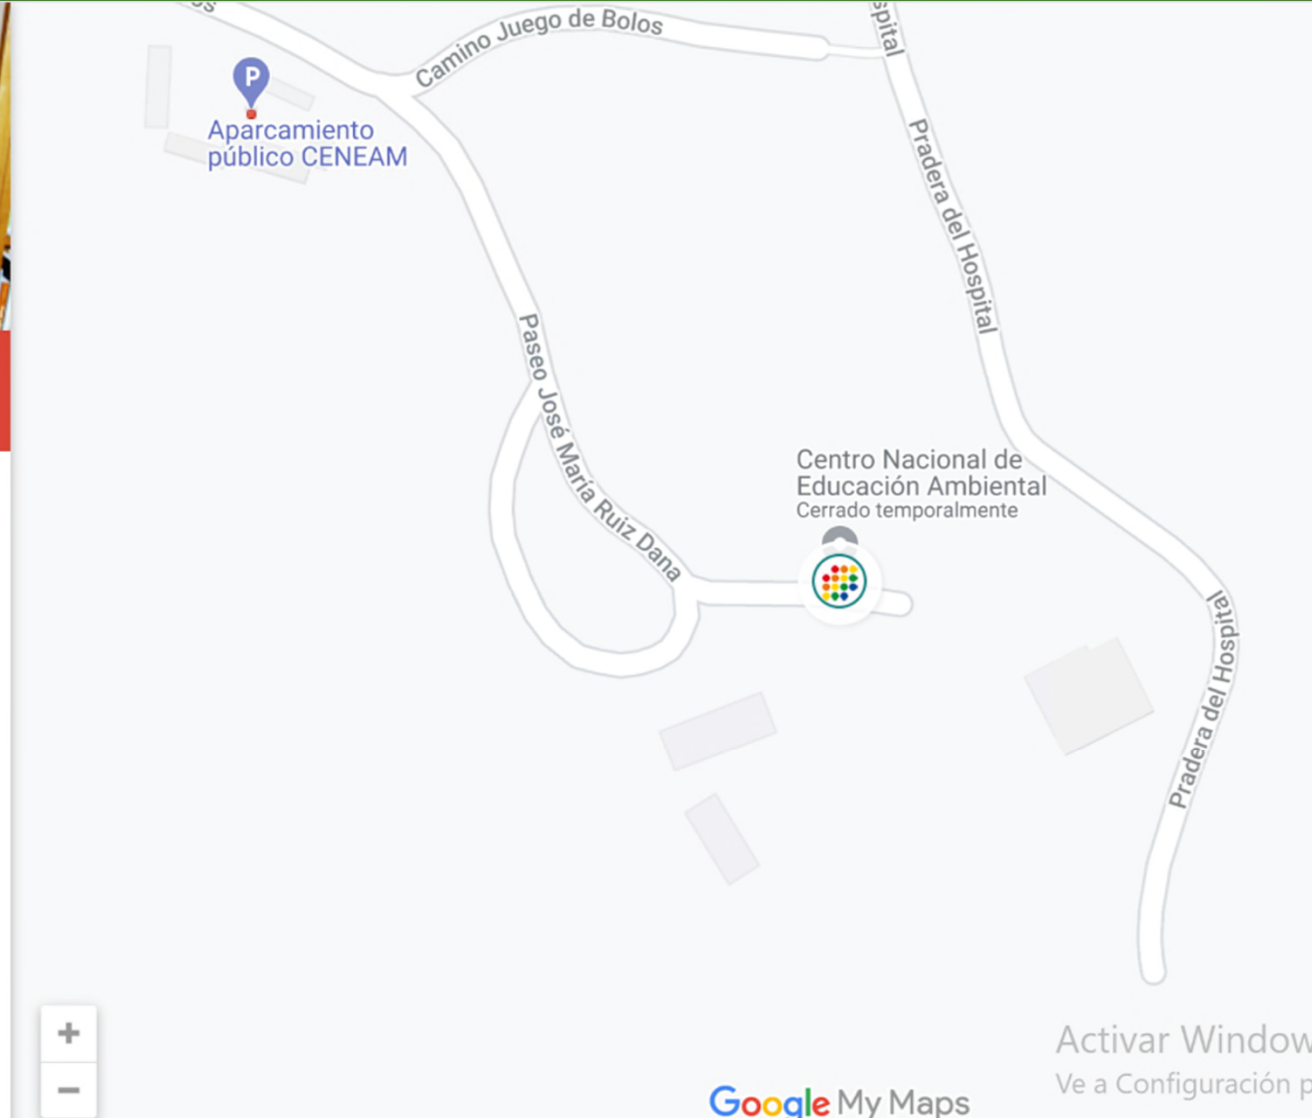 Camino Juego de Bolos
P
Aparcamiento
público CENEAM
Pradera del Hospital
Paseo José María Ruiz Dana
Centro Nacional de
Educación Ambiental
Cerrado temporalmente
Pradera del Hospital
+
−
Activar Window
Ve a Configuración p
Google My Maps